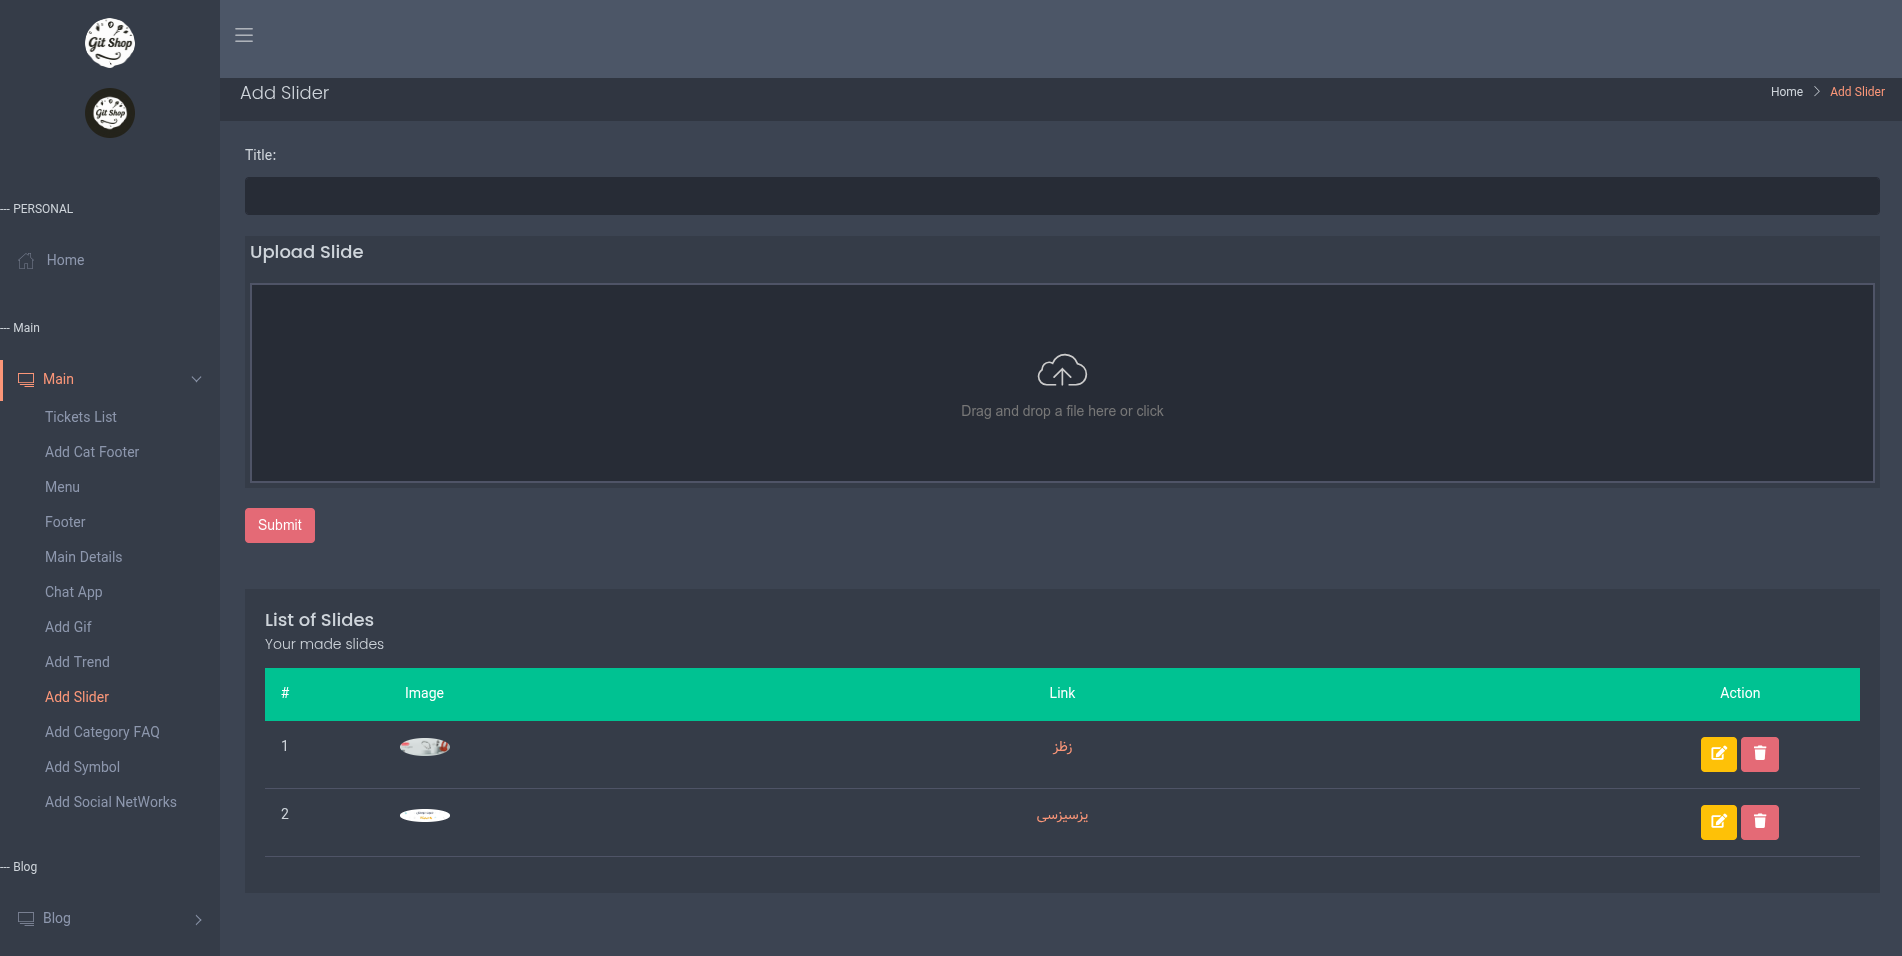 Git Shop
Git Shop
--- PERSONAL
Home
--- Main
Main
Tickets List
Add Cat Footer
Menu
Footer
Main Details
Chat App
Add Gif
Add Trend
Add Slider
Add Category FAQ
Add Symbol
Add Social NetWorks
--- Blog
Blog
Add Slider
Home > Add Slider
Title:
Upload Slide
Drag and drop a file here or click
Submit
List of Slides
Your made slides
# Image Link Action
1 زظز
2 یزسیزسی